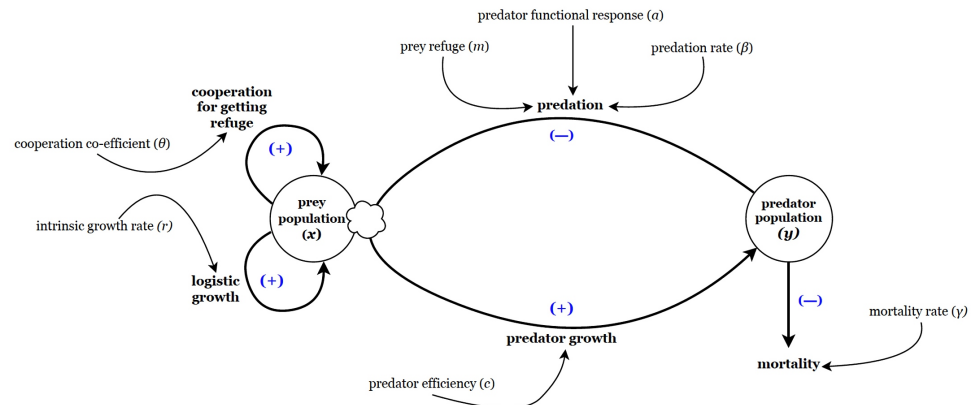 predator functional response (a)
prey refuge (m)
predation rate (β)
cooperation
for getting
refuge
predation
(—)
cooperation co-efficient (θ)
(+)
prey
population
(x)
predator
population
(y)
intrinsic growth rate (r)
logistic
growth
(+)
(+)
(—)
predator growth
mortality rate (γ)
mortality
predator efficiency (c)